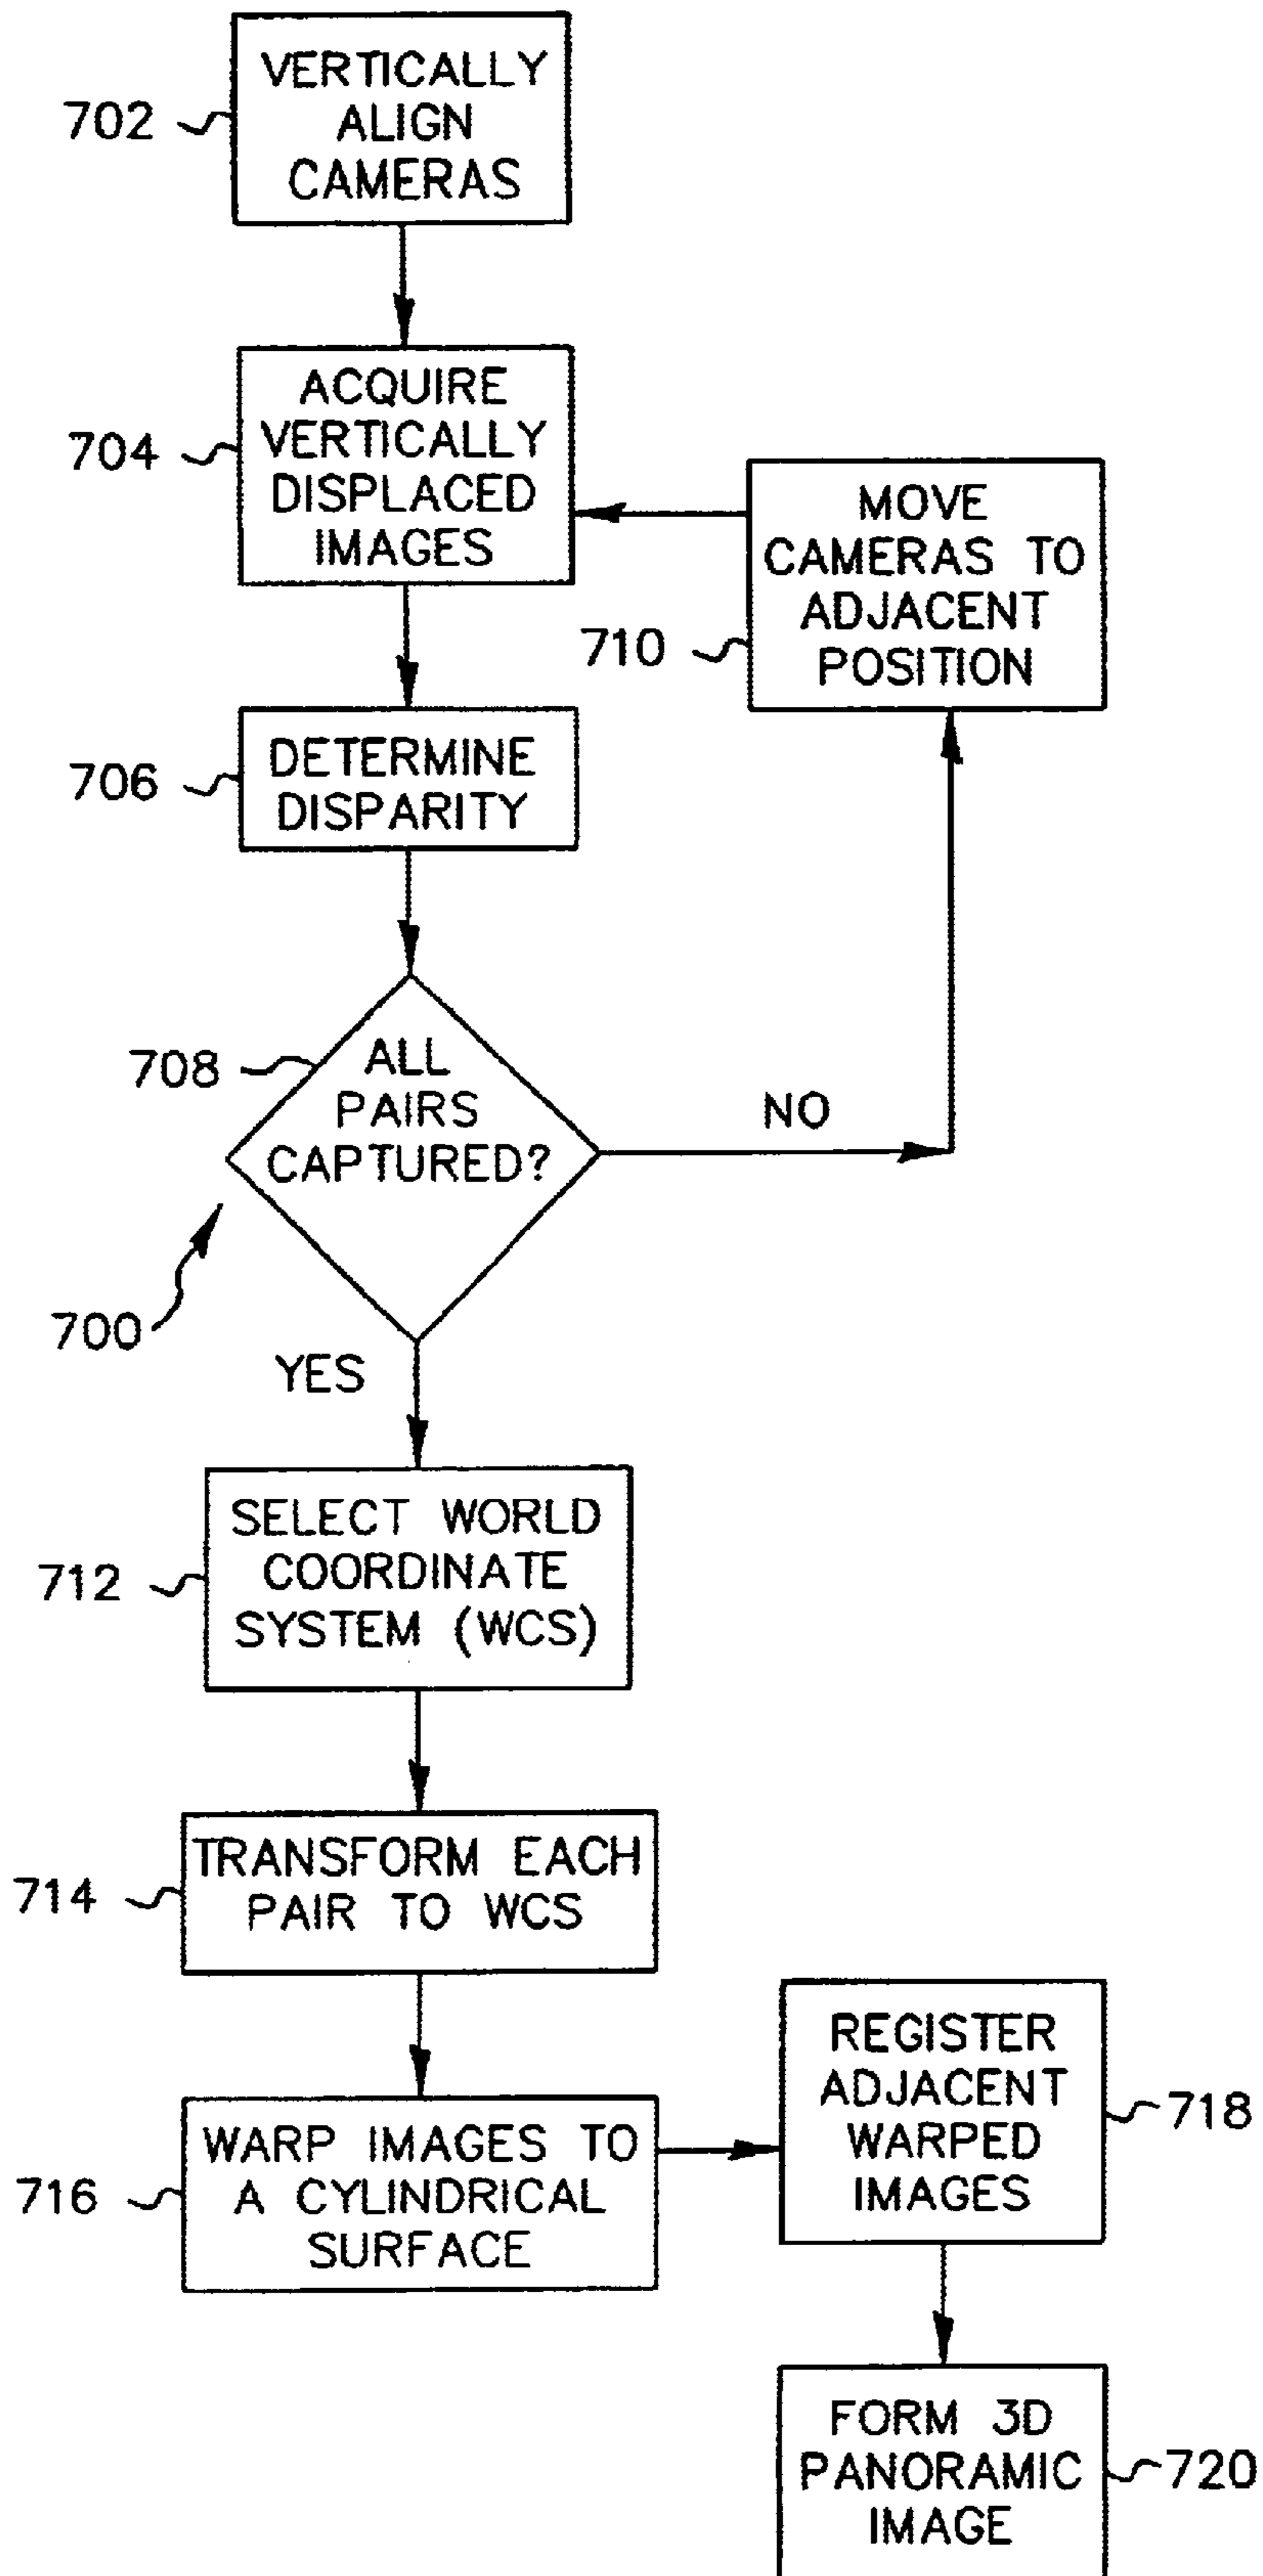 702
VERTICALLY
ALIGN
CAMERAS
704
ACQUIRE
VERTICALLY
DISPLACED
IMAGES
710
MOVE
CAMERAS TO
ADJACENT
POSITION
706
DETERMINE
DISPARITY
708
ALL
PAIRS
CAPTURED?
NO
700
YES
712
SELECT WORLD
COORDINATE
SYSTEM (WCS)
714
TRANSFORM EACH
PAIR TO WCS
716
WARP IMAGES TO
A CYLINDRICAL
SURFACE
REGISTER
ADJACENT
WARPED
IMAGES
718
FORM 3D
PANORAMIC
IMAGE
720